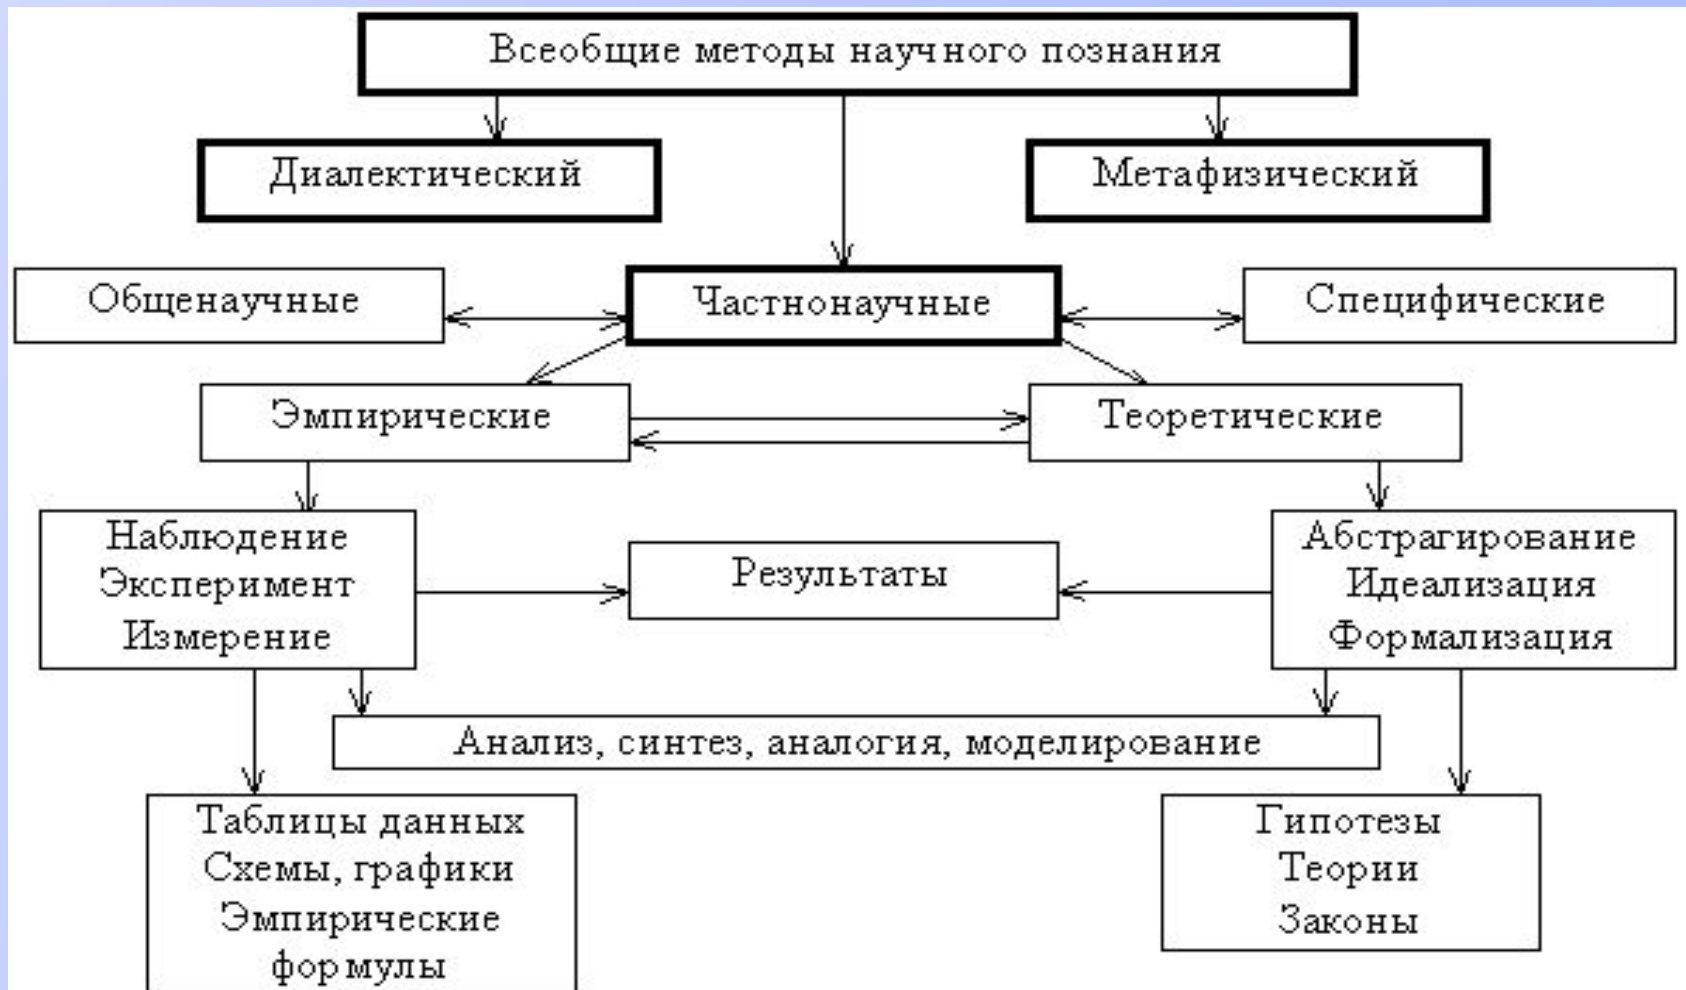 Всеобщие методы научного познания
Диалектический
Метафизический
Общенаучные
Частнонаучные
Специфические
Эмпирические
Теоретические
Наблюдение
Эксперимент
Измерение
Результаты
Абстрагирование
Идеализация
Формализация
Анализ, синтез, аналогия, моделирование
Таблицы данных
Схемы, графики
Эмпирические
формулы
Гипотезы
Теории
Законы